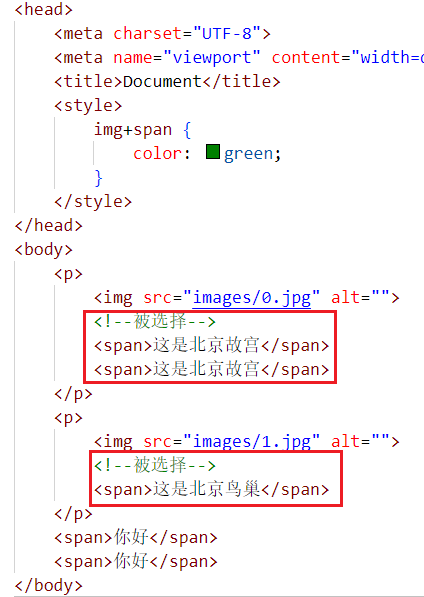 <head>
<meta charset="UTF-8">
<meta name="viewport" content="width=d
<title>Document</title>
<style>
img+span {
color: green;
}
</style>
</head>
<body>
<p>
<img src="images/0.jpg" alt="">
<!--被选择-->
<span>这是北京故宫</span>
<span>这是北京故宫</span>
</p>
<p>
<img src="images/1.jpg" alt="">
<!--被选择-->
<span>这是北京鸟巢</span>
</p>
<span>你好</span>
<span>你好</span>
</body>